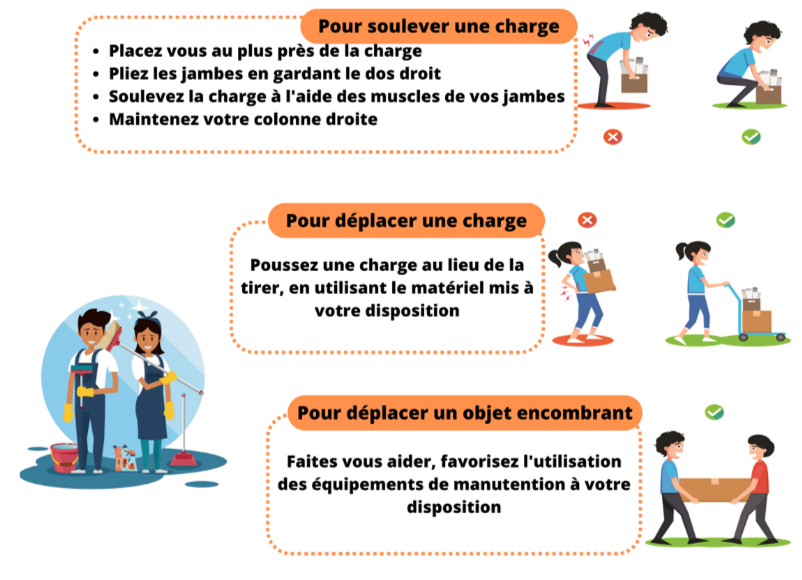 Pour soulever une charge
• Placez vous au plus près de la charge
• Pliez les jambes en gardant le dos droit
• Soulevez la charge à l'aide des muscles de vos jambes
• Maintenez votre colonne droite
Pour déplacer une charge
Poussez une charge au lieu de la
tirer, en utilisant le matériel mis à
votre disposition
Pour déplacer un objet encombrant
Faites vous aider, favorisez l'utilisation
des équipements de manutention à votre
disposition